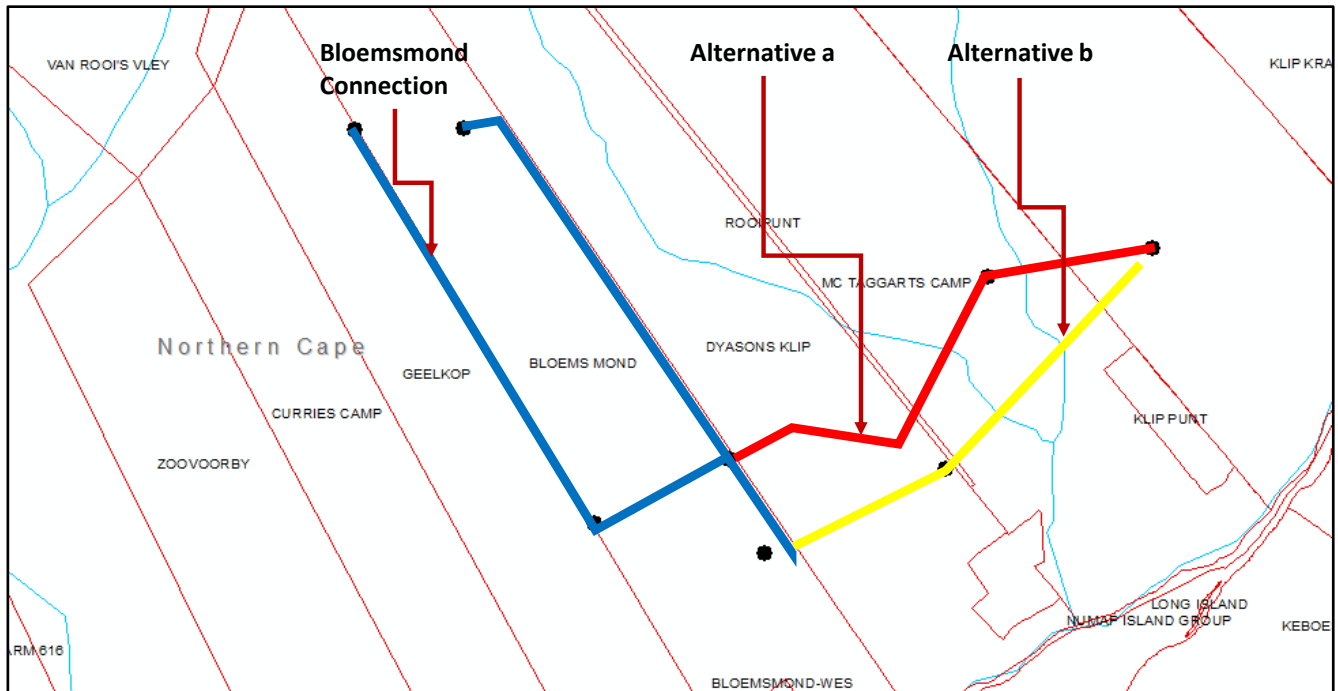 Bloemsmond
Connection
Alternative a
Alternative b
VAN ROOI'S VLEY
KLIP KRA
ROOIPUNT
MC TAGGARTS CAMP
Northern Cape
DYASONS KLIP
BLOEMS MOND
GEELKOP
CURRIES CAMP
KLIP PUNT
ZOOVOORBY
LONG ISLAND
NUMAP ISLAND GROUP
KEBOE
ARM 616
BLOEMSMOND-WES